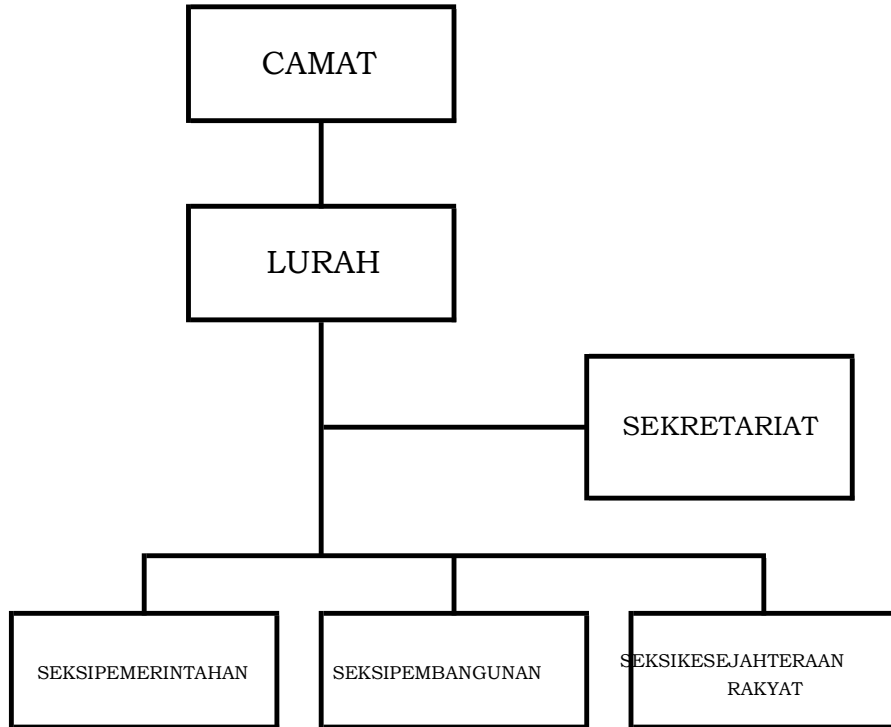 CAMAT
LURAH
SEKRETARIAT
SEKSIPEMERINTAHAN
SEKSIPEMBANGUNAN
SEKSIKESEJAHTERAAN
RAKYAT